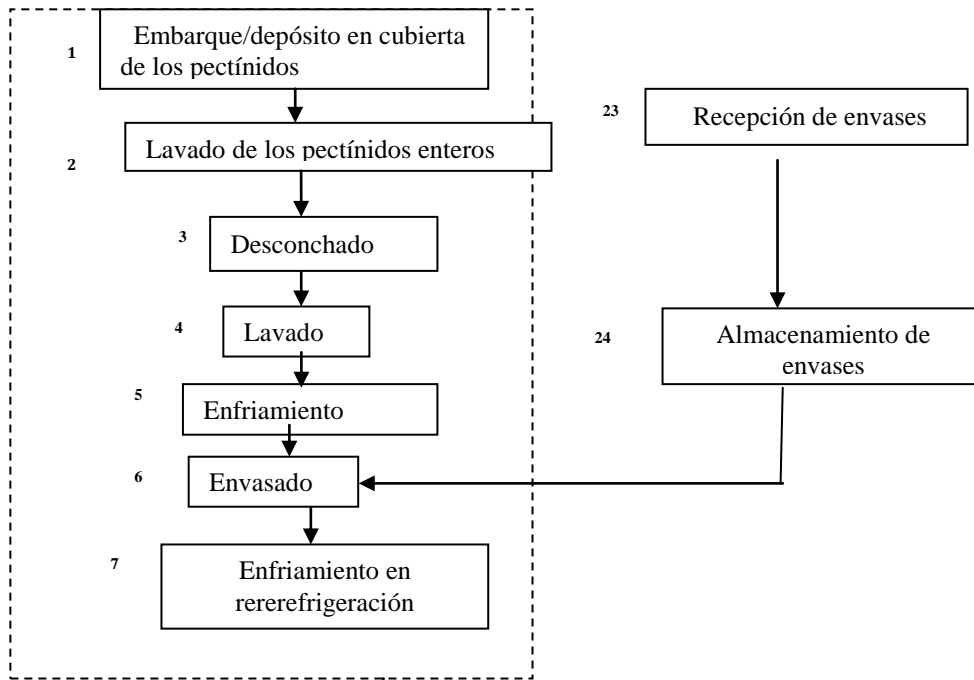 1
Embarque/depósito en cubierta
de los pectínidos
2
Lavado de los pectínidos enteros
3
Desconchado
4
Lavado
5
Enfriamiento
6
Envasado
7
Enfriamiento en
rererefrigeración
23
Recepción de envases
24
Almacenamiento de
envases